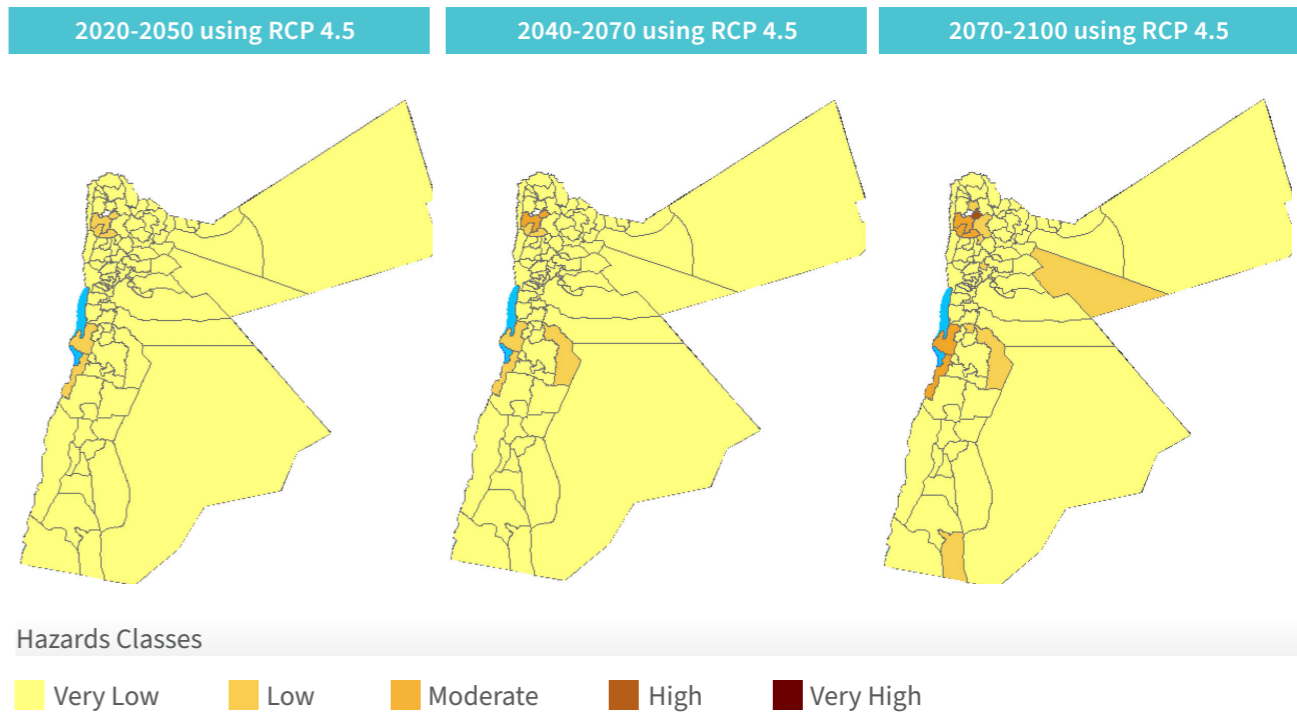 2020-2050 using RCP 4.5
2040-2070 using RCP 4.5
2070-2100 using RCP 4.5
Hazards Classes
Very Low
Low
Moderate
High
Very High